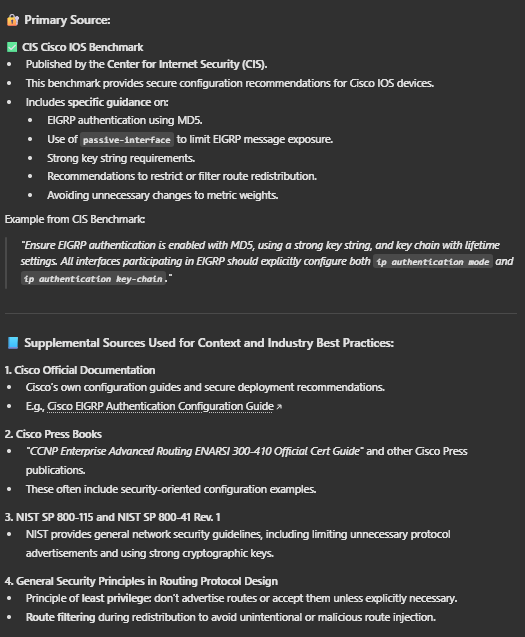 Primary Source:
CIS Cisco IOS Benchmark
Published by the Center for Internet Security (CIS).
This benchmark provides secure configuration recommendations for Cisco IOS devices.
Includes specific guidance on:
EIGRP authentication using MD5.
Use of passive-interface to limit EIGRP message exposure.
Strong key string requirements.
Recommendations to restrict or filter route redistribution.
Avoiding unnecessary changes to metric weights.
Example from CIS Benchmark:
"Ensure EIGRP authentication is enabled with MD5, using a strong key string, and key chain with lifetime
settings. All interfaces participating in EIGRP should explicitly configure both ip authentication mode and
ip authentication key-chain."
Supplemental Sources Used for Context and Industry Best Practices:
1. Cisco Official Documentation
Cisco's own configuration guides and secure deployment recommendations.
E.g., Cisco EIGRP Authentication Configuration Guide
2. Cisco Press Books
"CCNP Enterprise Advanced Routing ENARSI 300-410 Official Cert Guide" and other Cisco Press
publications.
These often include security-oriented configuration examples.
3. NIST SP 800-115 and NIST SP 800-41 Rev. 1
NIST provides general network security guidelines, including limiting unnecessary protocol
advertisements and using strong cryptographic keys.
4. General Security Principles in Routing Protocol Design
Principle of least privilege: don't advertise routes or accept them unless explicitly necessary.
Route filtering during redistribution to avoid unintentional or malicious route injection.